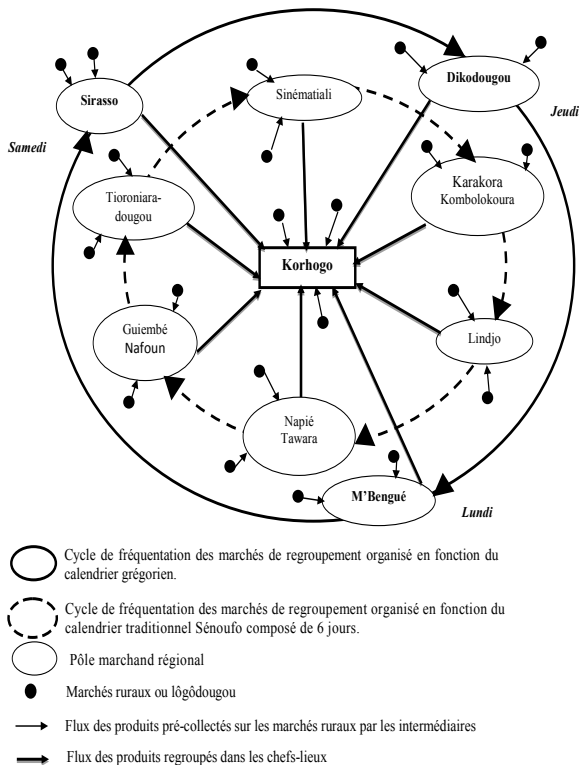 Sirasso
Dikodougou
Sinématiali
Jeudi
Samedi
Karakora
Kombolokoura
Tioroniara-
dougou
Korhogo
Guiembé
Nafoun
Lindjo
Napié
Tawara
M’Bengué
Lundi
Cycle de fréquentation des marchés de regroupement organisé en fonction du
calendrier grégorien.
Cycle de fréquentation des marchés de regroupement organisé en fonction du
calendrier traditionnel Sénoufo composé de 6 jours.
Pôle marchand régional
Marchés ruraux ou lôgôdougou
Flux des produits pré-collectés sur les marchés ruraux par les intermédiaires
Flux des produits regroupés dans les chefs-lieux